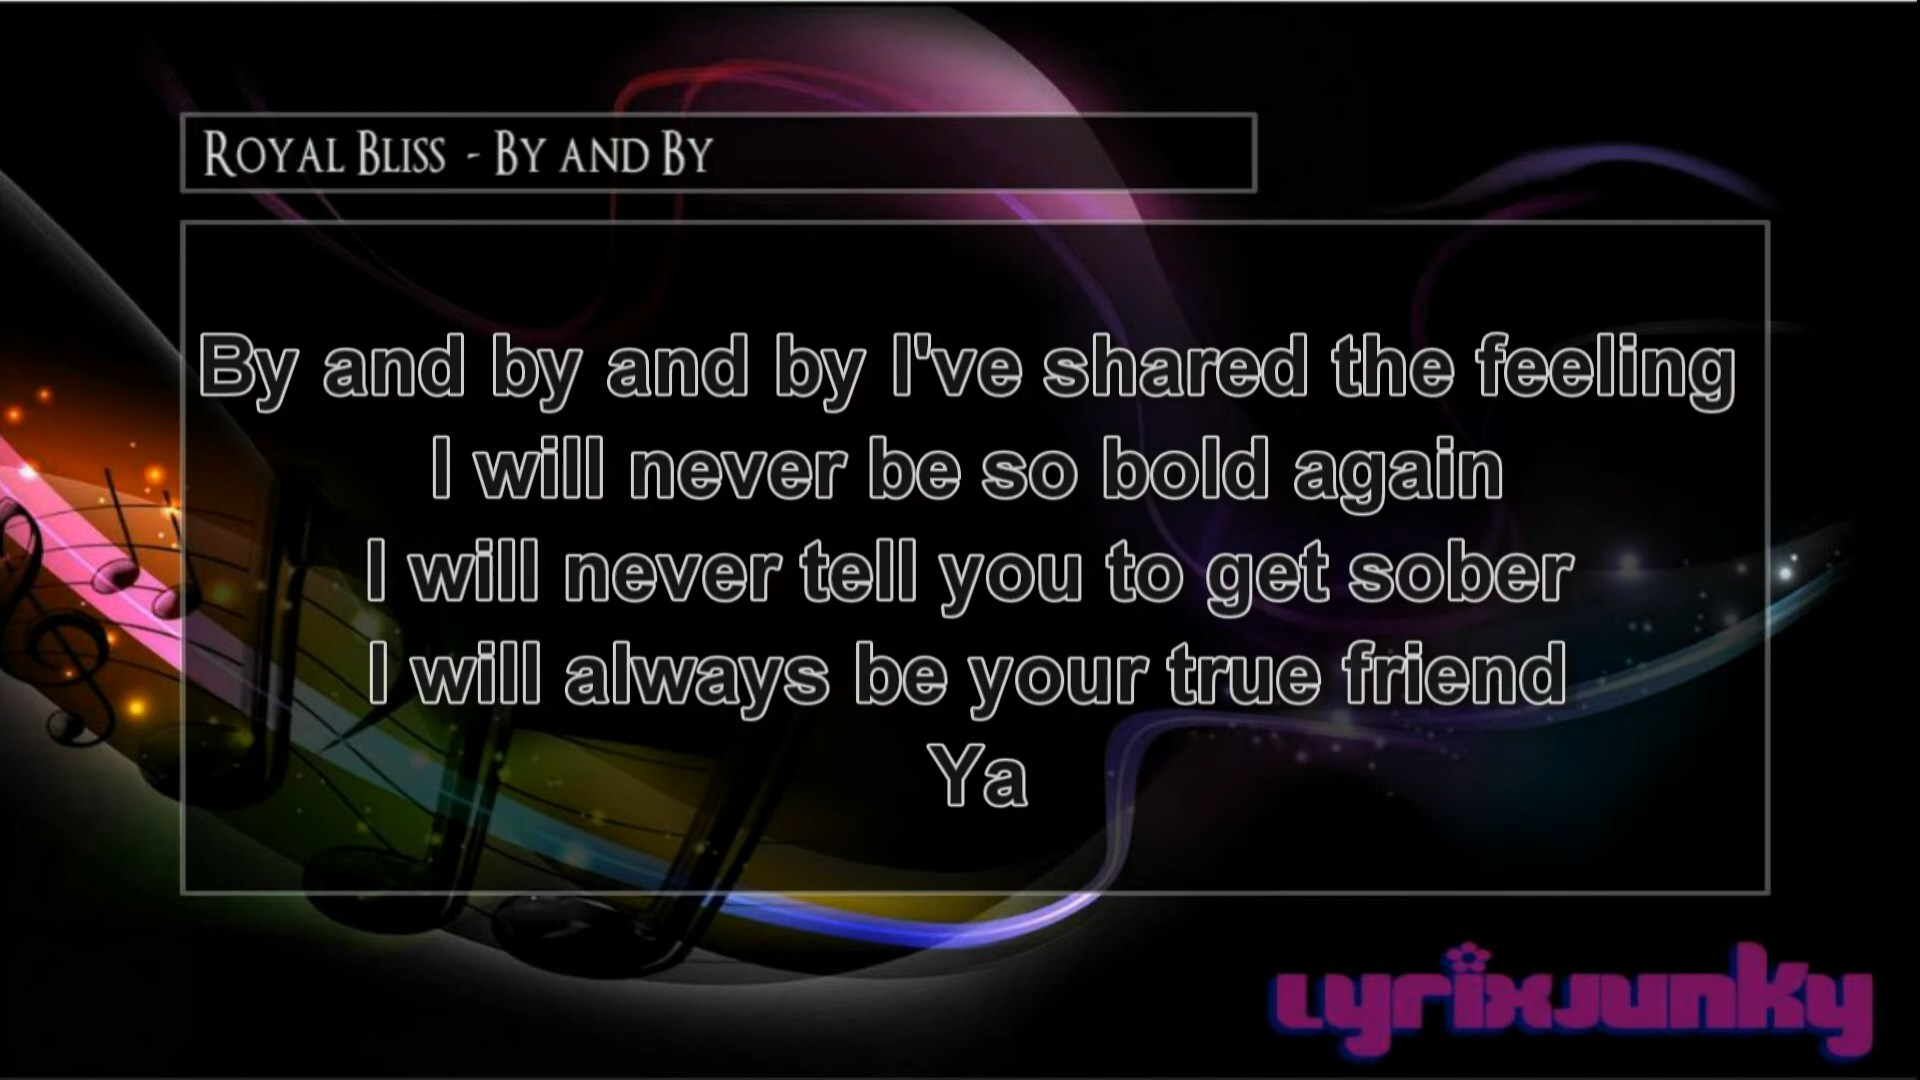 Royal Bliss - By and By
By and by and by I've shared the feeling
I will never be so bold again
I will never tell you to get sober
I will always be your true friend
Ya
Lyrixjunky